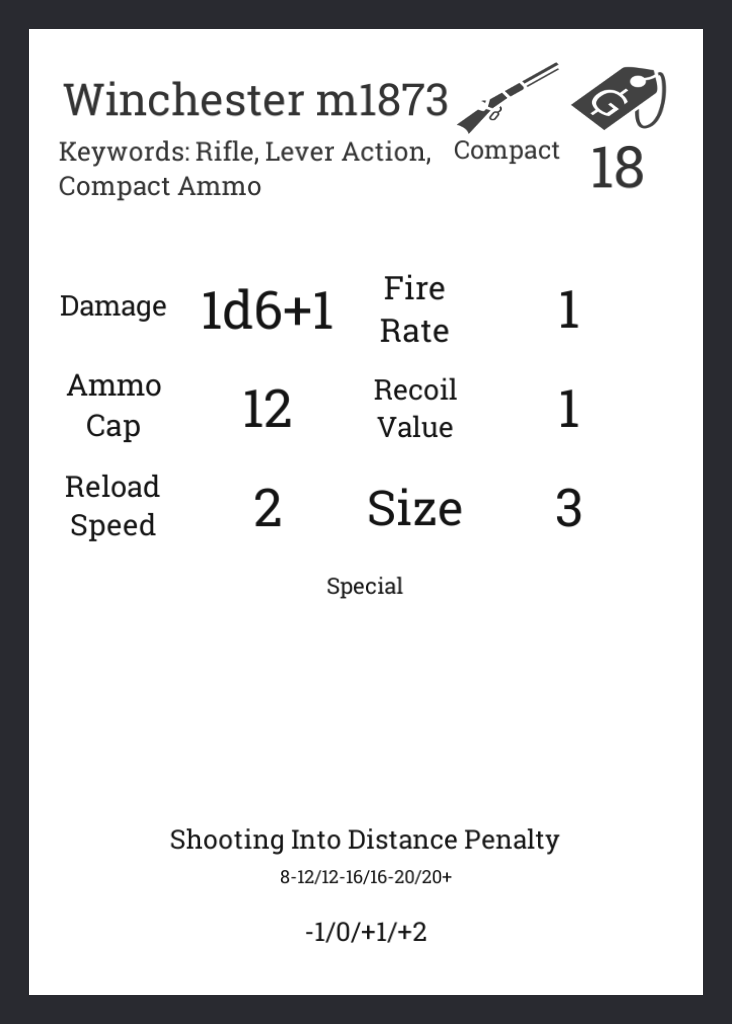 Winchester m1873
Keywords: Rifle, Lever Action,
Compact Ammo
Compact
18
Damage
1d6+1
Fire
Rate
1
Ammo
Cap
12
Recoil
Value
1
Reload
Speed
2
Size
3
Special
Shooting Into Distance Penalty
8-12/12-16/16-20/20+
-1/0/+1/+2